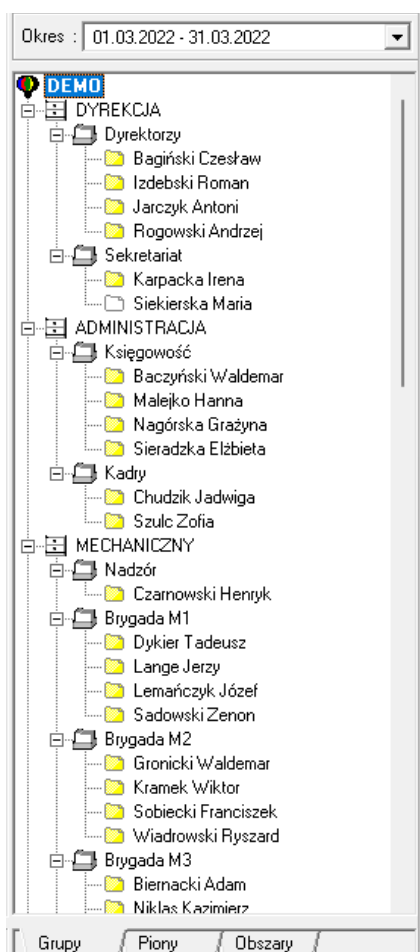 Okres : 01.03.2022 - 31.03.2022
DEMO
DYREKCJA
Dyrektorzy
Bagiński Czesław
Izdebski Roman
Jarczyk Antoni
Rogowski Andrzej
Sekretariat
Karpacka Irena
Siekierska Maria
ADMINISTRACJA
Księgowość
Baczyński Waldemar
Malejko Hanna
Nagórska Grażyna
Sieradzka Elżbieta
Kadry
Chudzik Jadwiga
Szulc Zofia
MECHANICZNY
Nadzór
Czarnowski Henryk
Brygada M1
Dykier Tadeusz
Lange Jerzy
Lemańczyk Józef
Sadowski Zenon
Brygada M2
Gronicki Waldemar
Kramek Wiktor
Sobiecki Franciszek
Wiadrowski Ryszard
Brygada M3
Biernacki Adam
Niklas Kazimierz
Grupy Piony Obszary